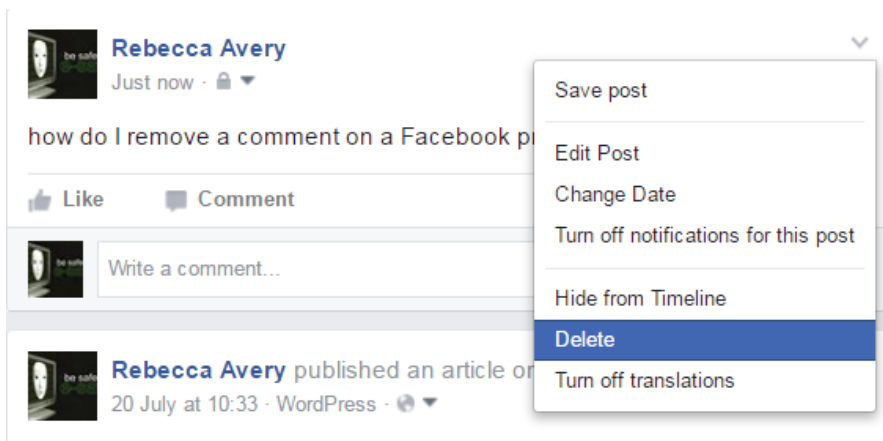 Rebecca Avery
Just now ·
how do I remove a comment on a Facebook
Like Comment
Write a comment...
Save post
Edit Post
Change Date
Turn off notifications for this post
Hide from Timeline
Delete
Turn off translations
Rebecca Avery published an article
20 July at 10:33 · WordPress ·
be safe